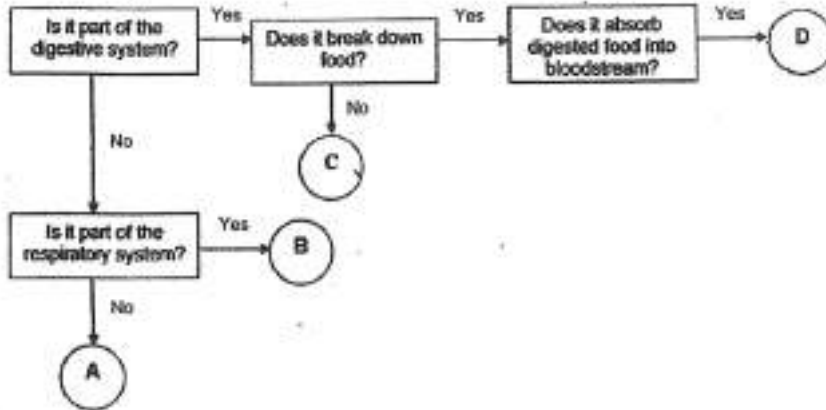 Is it part of the
digestive system?
Yes
Does it break down
food?
Yes
Does it absorb
digested food into
bloodstream?
Yes
D
No
No
C
Is it part of the
respiratory system?
Yes
B
No
A